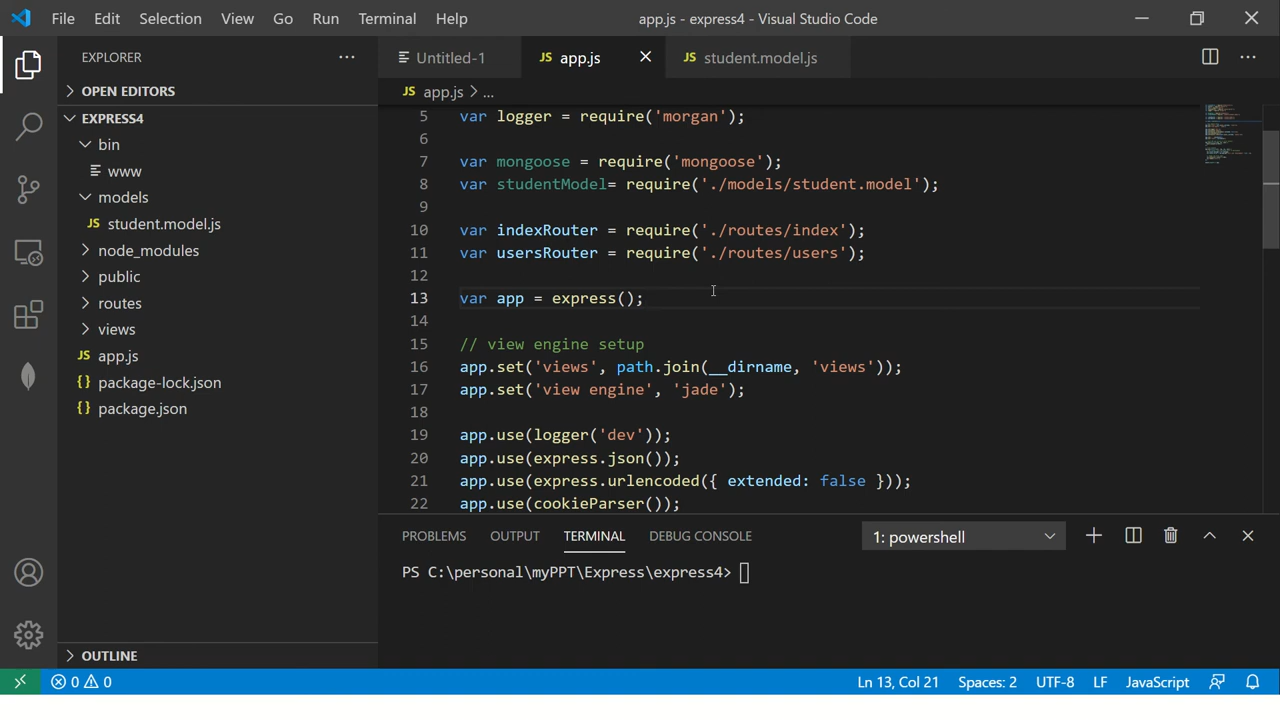 File Edit Selection View Go Run Terminal Help app.js - express4 - Visual Studio Code
EXPLORER
OPEN EDITORS
EXPRESS4
bin
www
models
JS student.model.js
node_modules
public
routes
views
JS app.js
{} package-lock.json
{} package.json
OUTLINE
Untitled-1 JS app.js JS student.model.js
JS app.js > ...
5 var logger = require('morgan');
6
7 var mongoose = require('mongoose');
8 var studentModel= require('./models/student.model');
9
10 var indexRouter = require('./routes/index');
11 var usersRouter = require('./routes/users');
12
13 var app = express();
14
15 // view engine setup
16 app.set('views', path.join(__dirname, 'views'));
17 app.set('view engine', 'jade');
18
19 app.use(logger('dev'));
20 app.use(express.json());
21 app.use(express.urlencoded({ extended: false }));
22 app.use(cookieParser());
PROBLEMS OUTPUT TERMINAL DEBUG CONSOLE 1: powershell
PS C:\personal\myPPT\Express\express4>
0 0 Ln 13, Col 21 Spaces: 2 UTF-8 LF JavaScript